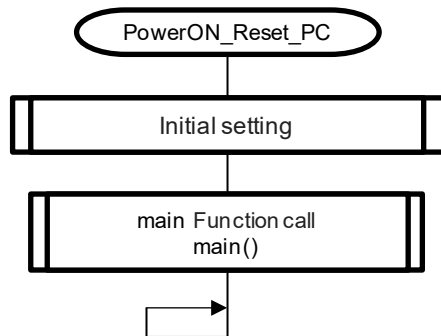 PowerON_Reset_PC
Initial setting
main Function call
main()